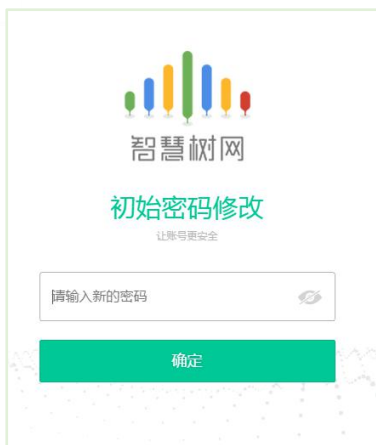 智慧树网
初始密码修改
让账号更安全
请输入新的密码
确定